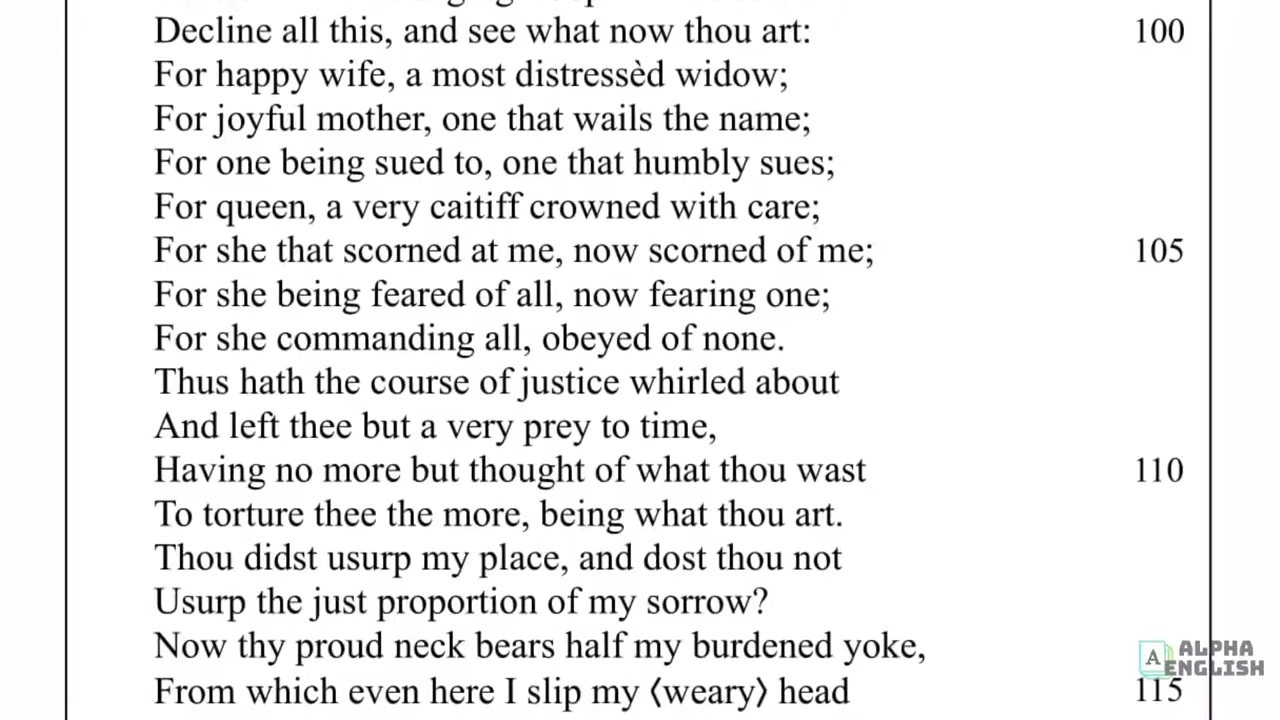 Decline all this, and see what now thou art: 100
For happy wife, a most distressèd widow;
For joyful mother, one that wails the name;
For one being sued to, one that humbly sues;
For queen, a very caitiff crowned with care;
For she that scorned at me, now scorned of me; 105
For she being feared of all, now fearing one;
For she commanding all, obeyed of none.
Thus hath the course of justice whirled about
And left thee but a very prey to time,
Having no more but thought of what thou wast 110
To torture thee the more, being what thou art.
Thou didst usurp my place, and dost thou not
Usurp the just proportion of my sorrow?
Now thy proud neck bears half my burdened yoke,
From which even here I slip my ⟨weary⟩ head 115
A ALPHA
ENGLISH